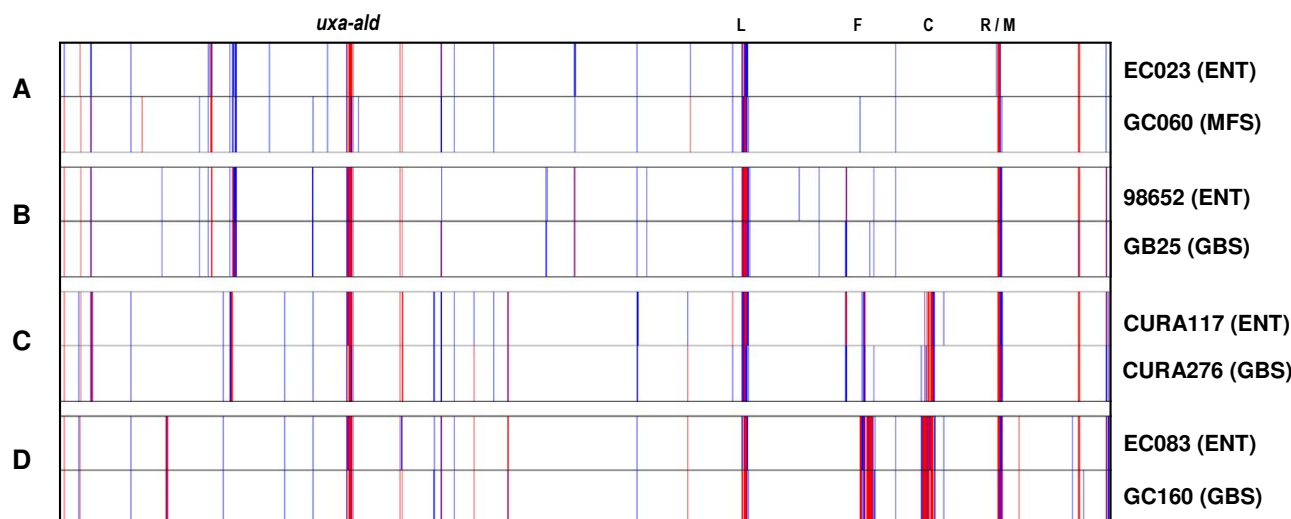 uxa-ald L F C R / M
A
EC023 (ENT)
GC060 (MFS)
B
98652 (ENT)
GB25 (GBS)
C
CURA117 (ENT)
CURA276 (GBS)
D
EC083 (ENT)
GC160 (GBS)